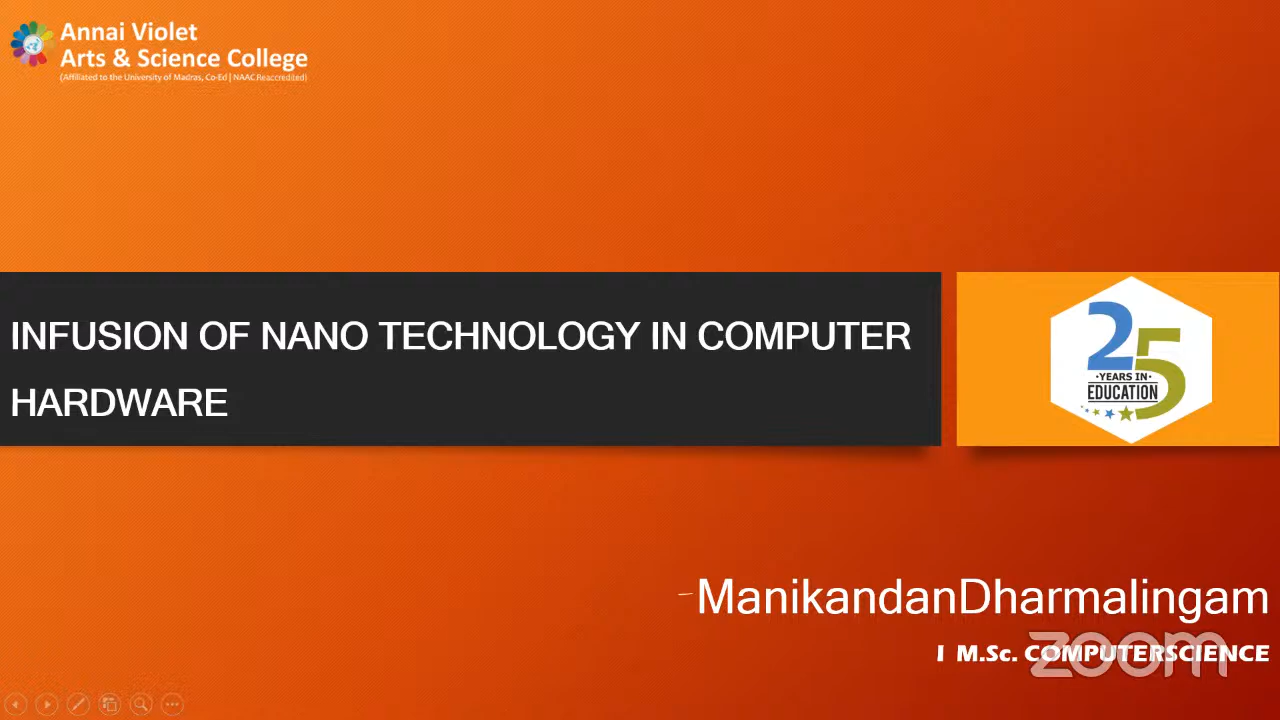 Annai Violet
Arts & Science College
(Affiliated to the University of Madras, Co-Ed | NAAC Reaccredited)
INFUSION OF NANO TECHNOLOGY IN COMPUTER
HARDWARE
25
·YEARS IN·
EDUCATION
-ManikandanDharmalingam
I M.Sc. COMPUTERSCIENCE
zoom